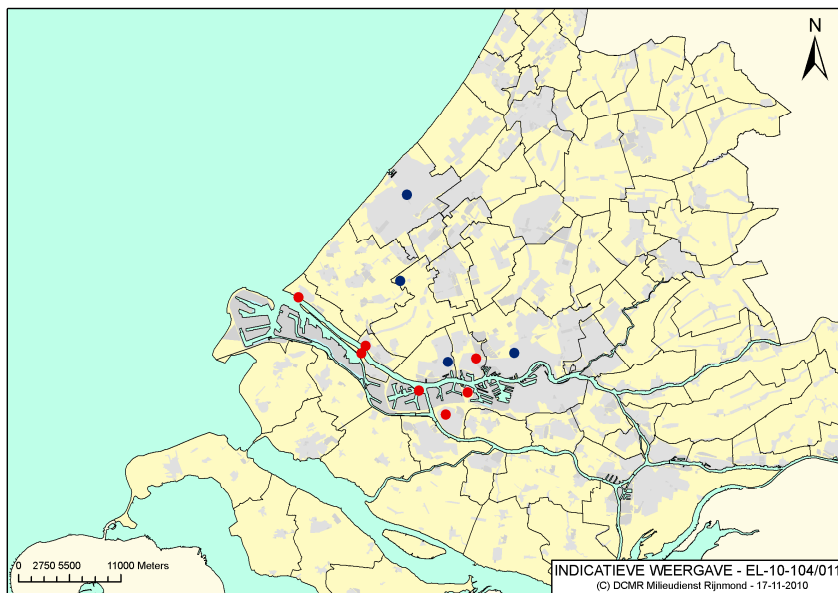 N
0 2750 5500 11000 Meters
INDICATIEVE WEERGAVE - EL-10-104/011
(C) DCMR Milieudienst Rijnmond - 17-11-2010